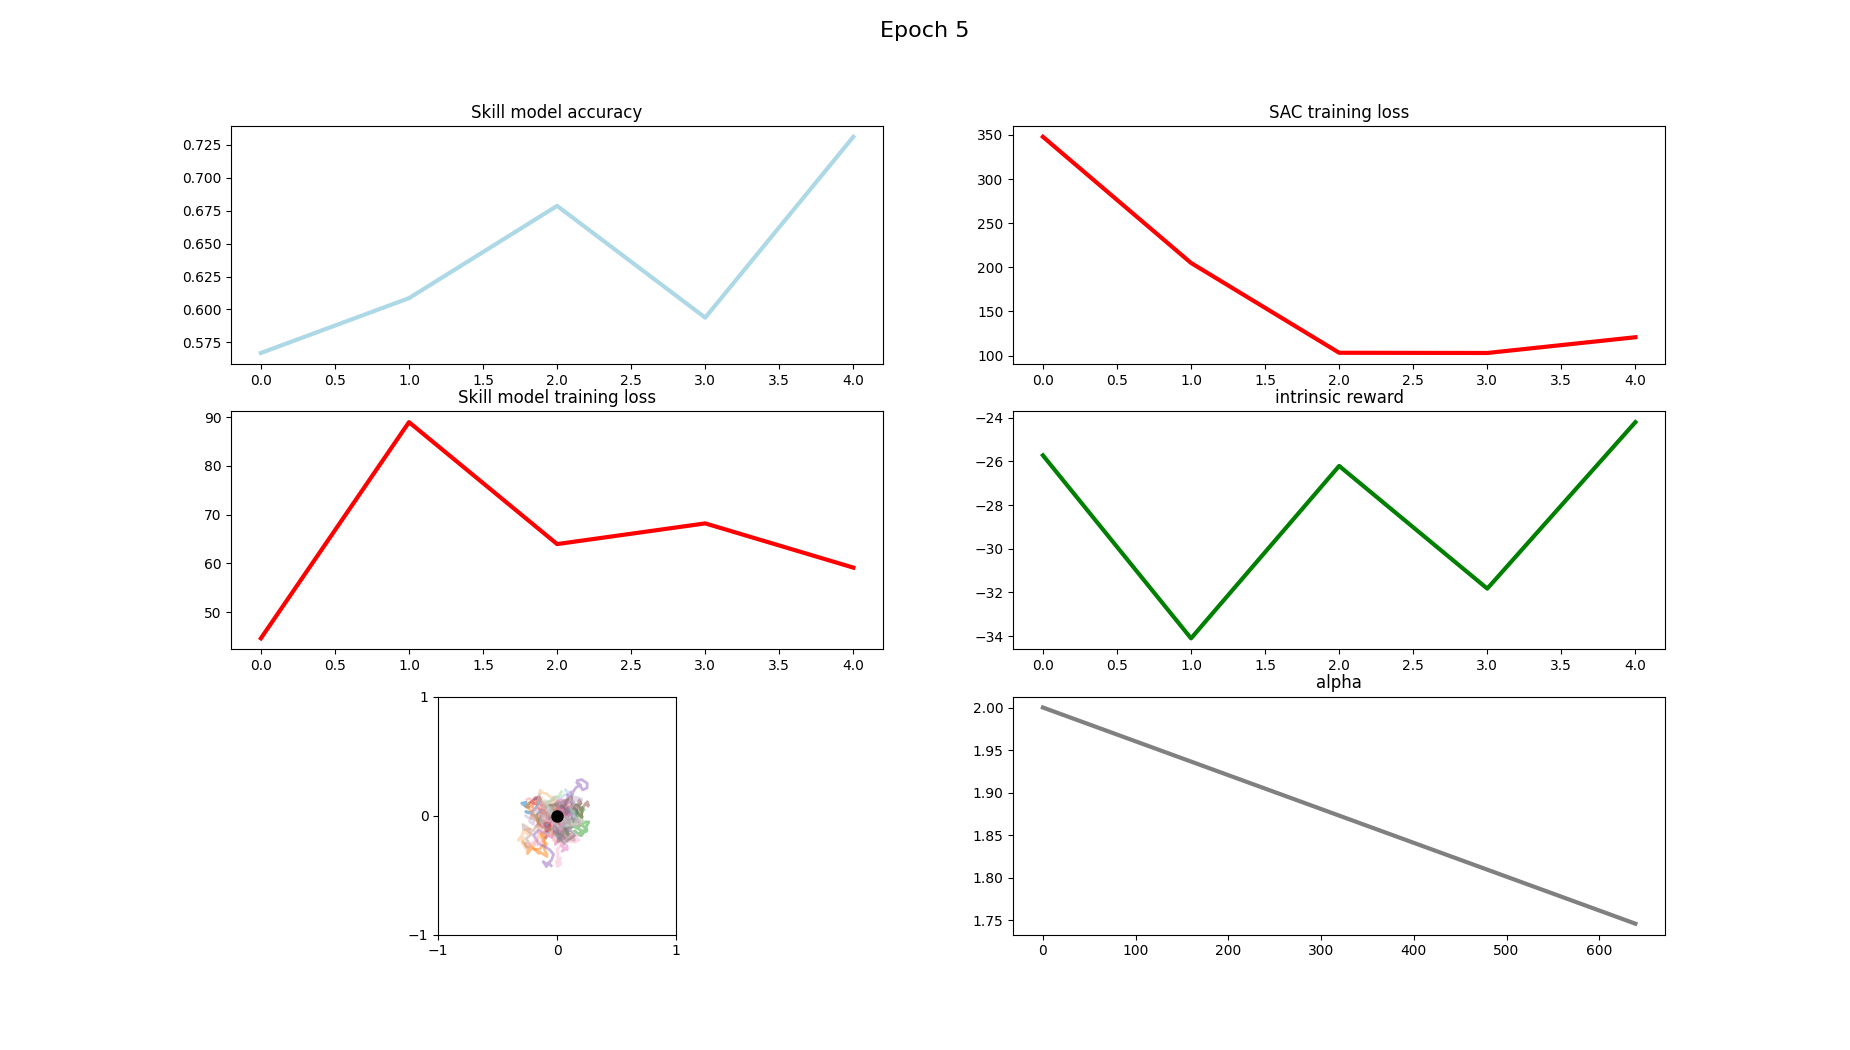 Epoch 5
Skill model accuracy
0.725
0.700
0.675
0.650
0.625
0.600
0.575
0.0 0.5 1.0 1.5 2.0 2.5 3.0 3.5 4.0
SAC training loss
350
300
250
200
150
100
0.0 0.5 1.0 1.5 2.0 2.5 3.0 3.5 4.0
Skill model training loss
90
80
70
60
50
0.0 0.5 1.0 1.5 2.0 2.5 3.0 3.5 4.0
intrinsic reward
−24
−26
−28
−30
−32
−34
0.0 0.5 1.0 1.5 2.0 2.5 3.0 3.5 4.0
1
0
−1
−1 0 1
alpha
2.00
1.95
1.90
1.85
1.80
1.75
0 100 200 300 400 500 600